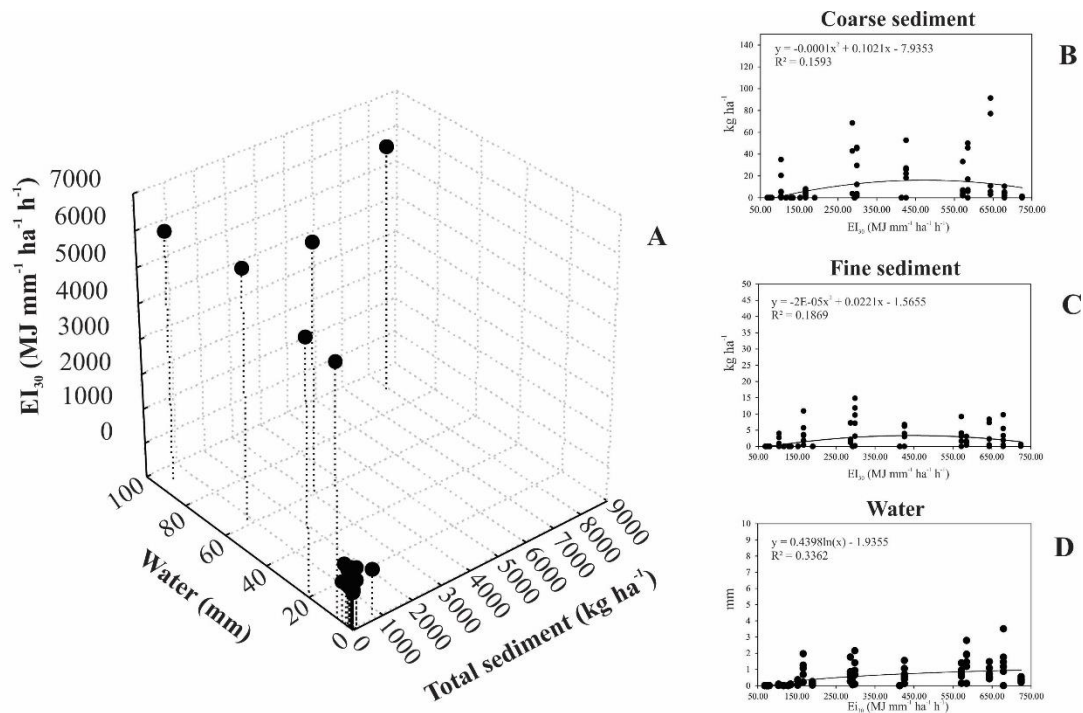 A
7000
6000
5000
4000
3000
2000
1000
0
EI₃₀ (MJ mm⁻¹ ha⁻¹ h⁻¹)
100
80
60
40
20
0
Water (mm)
0
1000
2000
3000
4000
5000
6000
7000
8000
9000
Total sediment (kg ha⁻¹)
Coarse sediment
B
y = -0.0001x² + 0.1021x - 7.9353
R² = 0.1593
140
120
100
80
60
40
20
0
kg ha⁻¹
50.00 150.00 250.00 350.00 450.00 550.00 650.00 750.00
EI₃₀ (MJ mm⁻¹ ha⁻¹ h⁻¹)
Fine sediment
C
y = -2E-05x² + 0.0221x - 1.5655
R² = 0.1869
50
45
40
35
30
25
20
15
10
5
0
kg ha⁻¹
50.00 150.00 250.00 350.00 450.00 550.00 650.00 750.00
EI₃₀ (MJ mm⁻¹ ha⁻¹ h⁻¹)
Water
D
y = 0.4398ln(x) - 1.9355
R² = 0.3362
10
9
8
7
6
5
4
3
2
1
0
mm
50.00 150.00 250.00 350.00 450.00 550.00 650.00 750.00
Ei₃₀ (MJ mm⁻¹ ha⁻¹ h⁻¹)